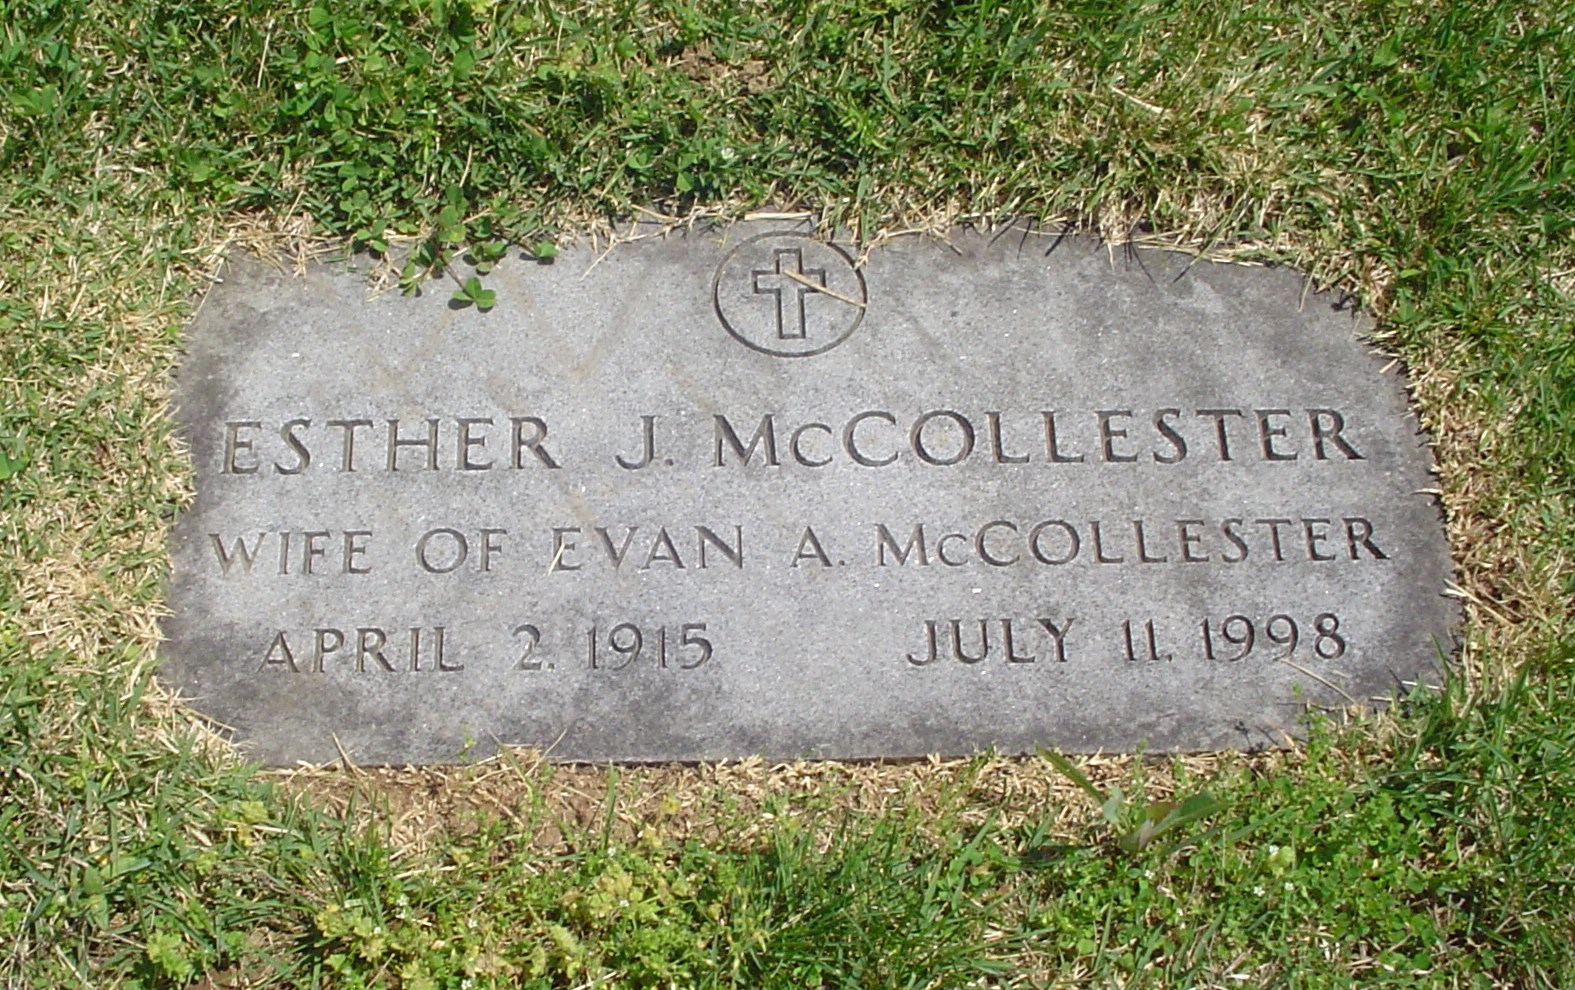 ESTHER J. McCOLLESTER
WIFE OF EVAN A. McCOLLESTER
APRIL 2. 1915 JULY 11. 1998